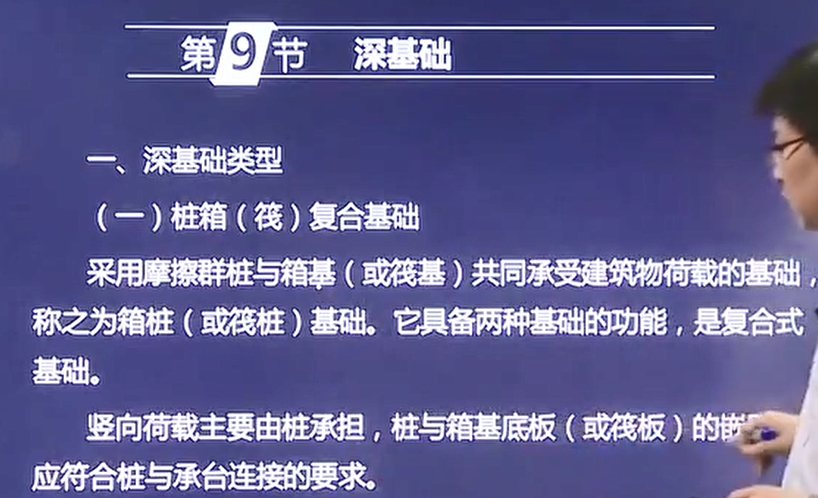 第9节 深基础
一、深基础类型
（一）桩箱（筏）复合基础
采用摩擦群桩与箱基（或筏基）共同承受建筑物荷载的基础，
称之为箱桩（或筏桩）基础。它具备两种基础的功能，是复合式
基础。
竖向荷载主要由桩承担，桩与箱基底板（或筏板）的嵌
应符合桩与承台连接的要求。